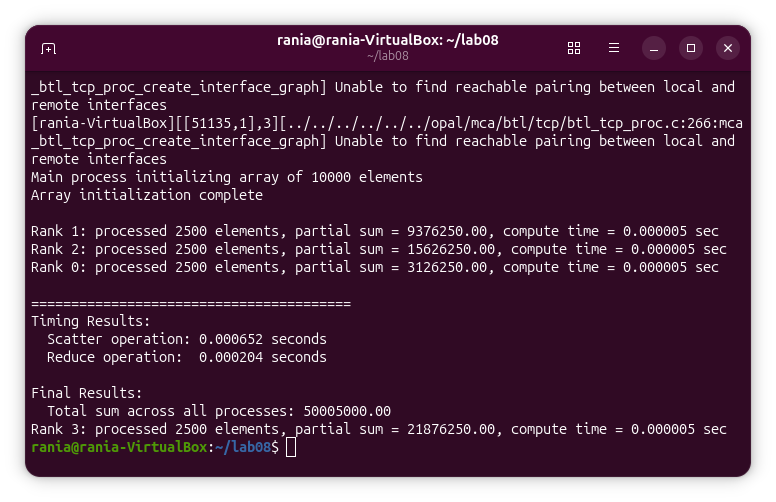 rania@rania-VirtualBox: ~/lab08
~/lab08
_btl_tcp_proc_create_interface_graph] Unable to find reachable pairing between local and
remote interfaces
[rania-VirtualBox][[51135,1],3][../../../../../../opal/mca/btl/tcp/btl_tcp_proc.c:266:mca
_btl_tcp_proc_create_interface_graph] Unable to find reachable pairing between local and
remote interfaces
Main process initializing array of 10000 elements
Array initialization complete
Rank 1: processed 2500 elements, partial sum = 9376250.00, compute time = 0.000005 sec
Rank 2: processed 2500 elements, partial sum = 15626250.00, compute time = 0.000005 sec
Rank 0: processed 2500 elements, partial sum = 3126250.00, compute time = 0.000005 sec
========================================
Timing Results:
  Scatter operation: 0.000652 seconds
  Reduce operation:  0.000204 seconds
Final Results:
  Total sum across all processes: 50005000.00
Rank 3: processed 2500 elements, partial sum = 21876250.00, compute time = 0.000005 sec
rania@rania-VirtualBox:~/lab08$